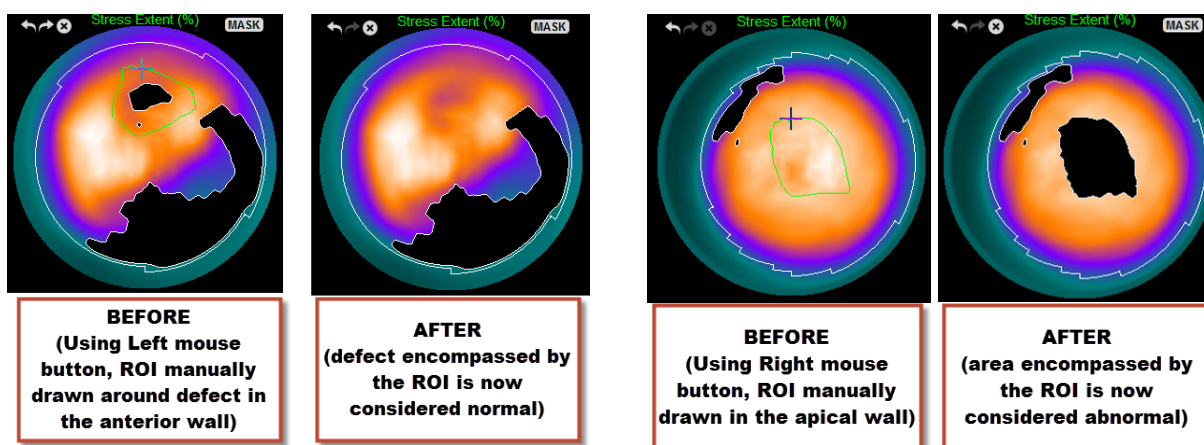 Stress Extent (%)
MASK
Stress Extent (%)
MASK
Stress Extent (%)
MASK
Stress Extent (%)
MASK
BEFORE
(Using Left mouse
button, ROI manually
drawn around defect in
the anterior wall)
AFTER
(defect encompassed by
the ROI is now
considered normal)
BEFORE
(Using Right mouse
button, ROI manually
drawn in the apical wall)
AFTER
(area encompassed by
the ROI is now
considered abnormal)